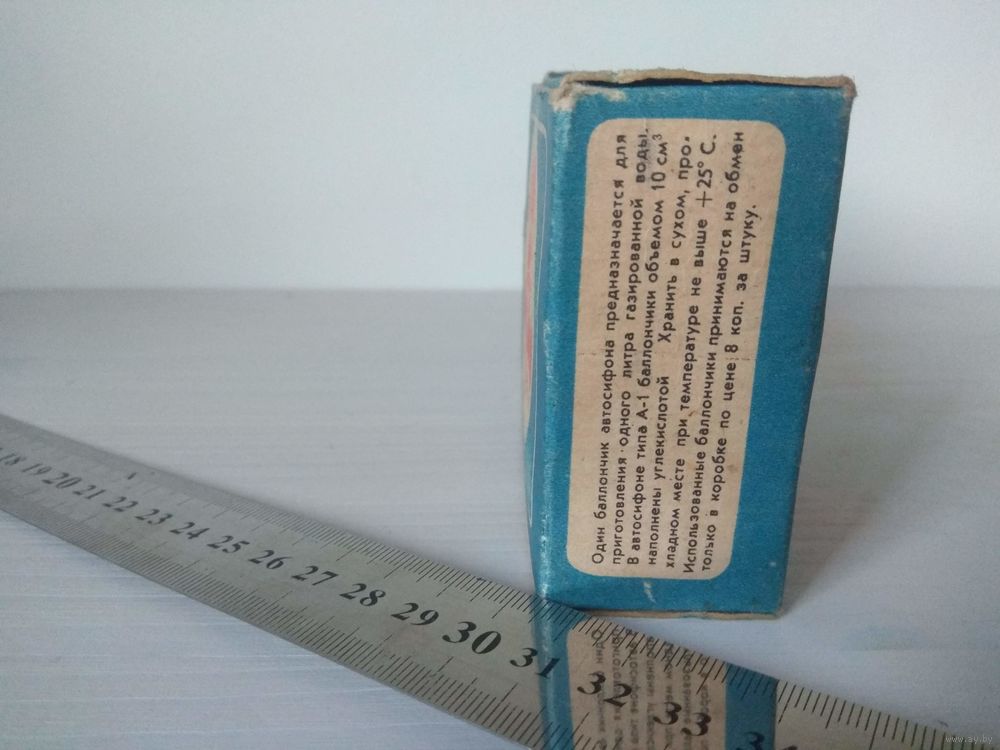 Один баллончик автосифона предназначается для
приготовления одного литра газированной воды.
В автосифоне типа А-1 баллончики объемом 10 см³
наполнены углекислотой Хранить в сухом, про-
хладном месте при температуре не выше +25° С.
Использованные баллончики принимаются на обмен
только в коробке по цене: 8 коп. за штуку.
18 19 20 21 22 23 24 25 26 27 28 29 30 31 32 33
www.ay.by